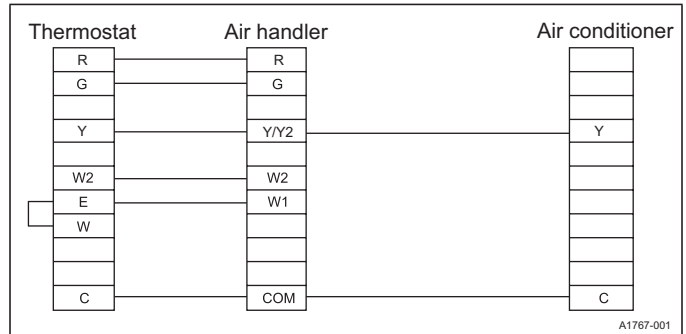 Thermostat Air handler Air conditioner
R R
G G
Y Y/Y2 Y
W2 W2
E W1
W
C COM C
A1767-001